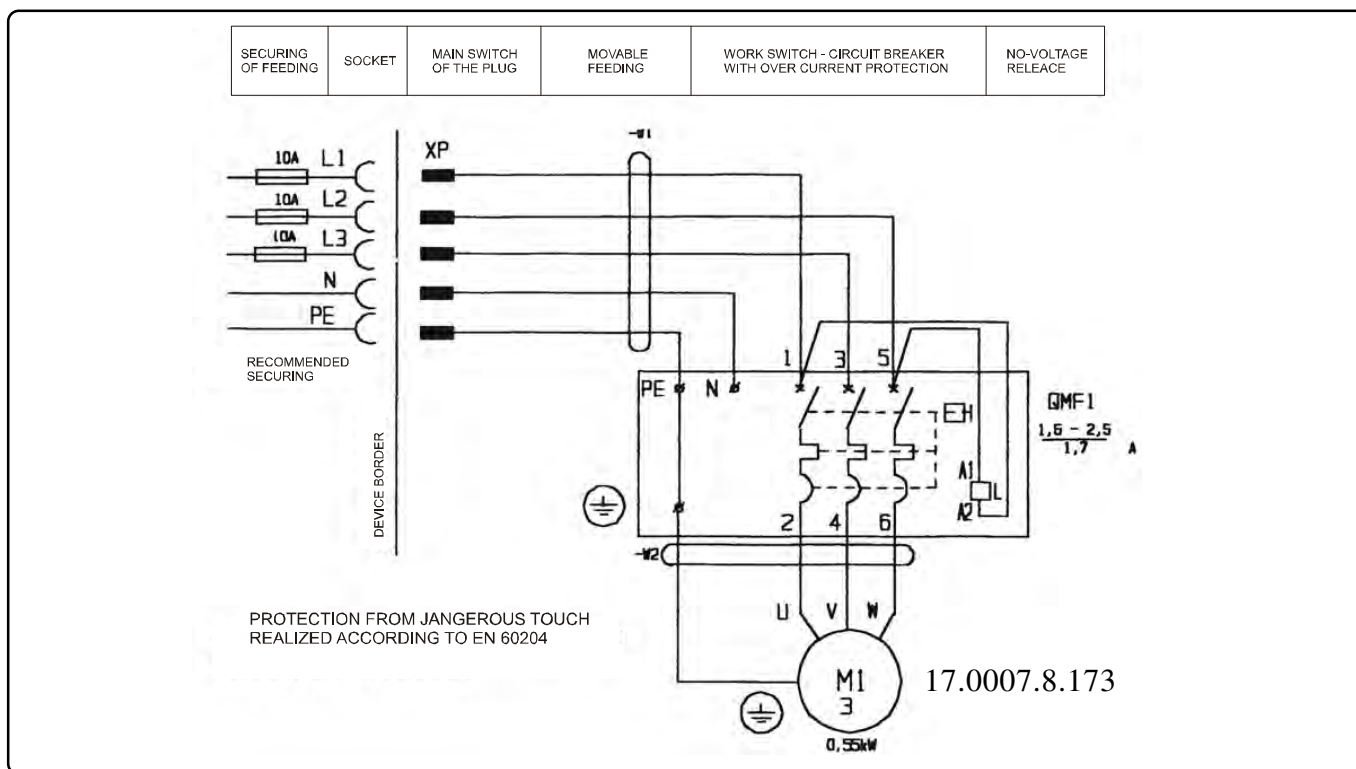 SECURING
OF FEEDING
SOCKET
MAIN SWITCH
OF THE PLUG
MOVABLE
FEEDING
WORK SWITCH - CIRCUIT BREAKER
WITH OVER CURRENT PROTECTION
NO-VOLTAGE
RELEACE
-W1
XP
10A L1
10A L2
10A L3
N
PE
RECOMMENDED
SECURING
DEVICE BORDER
1 3 5
PE N
QMF1
1,6 - 2,5
1,7 A
A1
L
A2
2 4 6
-W2
PROTECTION FROM JANGEROUS TOUCH
REALIZED ACCORDING TO EN 60204
U V W
M1
3
17.0007.8.173
0,55kW